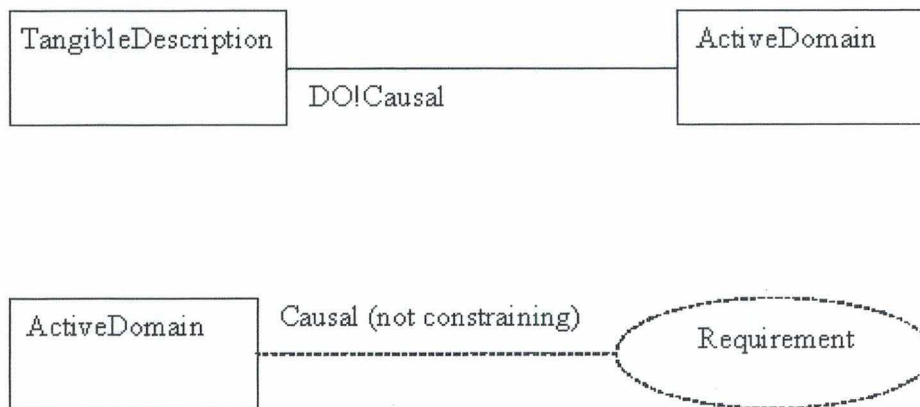 TangibleDescription
ActiveDomain
DO!Causal
ActiveDomain
Causal (not constraining)
Requirement